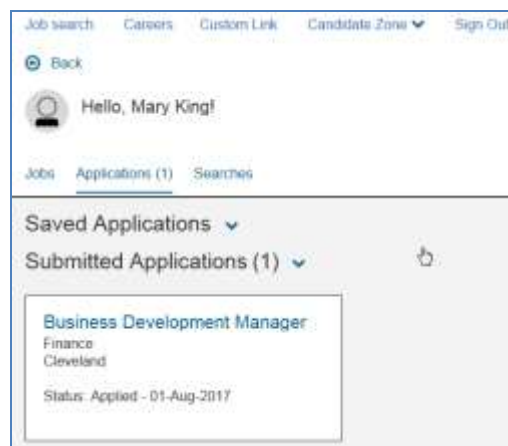 Job search Careers Custom Link Candidate Zone Sign Out
Back
Hello, Mary King!
Jobs Applications (1) Searches
Saved Applications
Submitted Applications (1)
Business Development Manager
Finance
Cleveland
Status: Applied - 01-Aug-2017